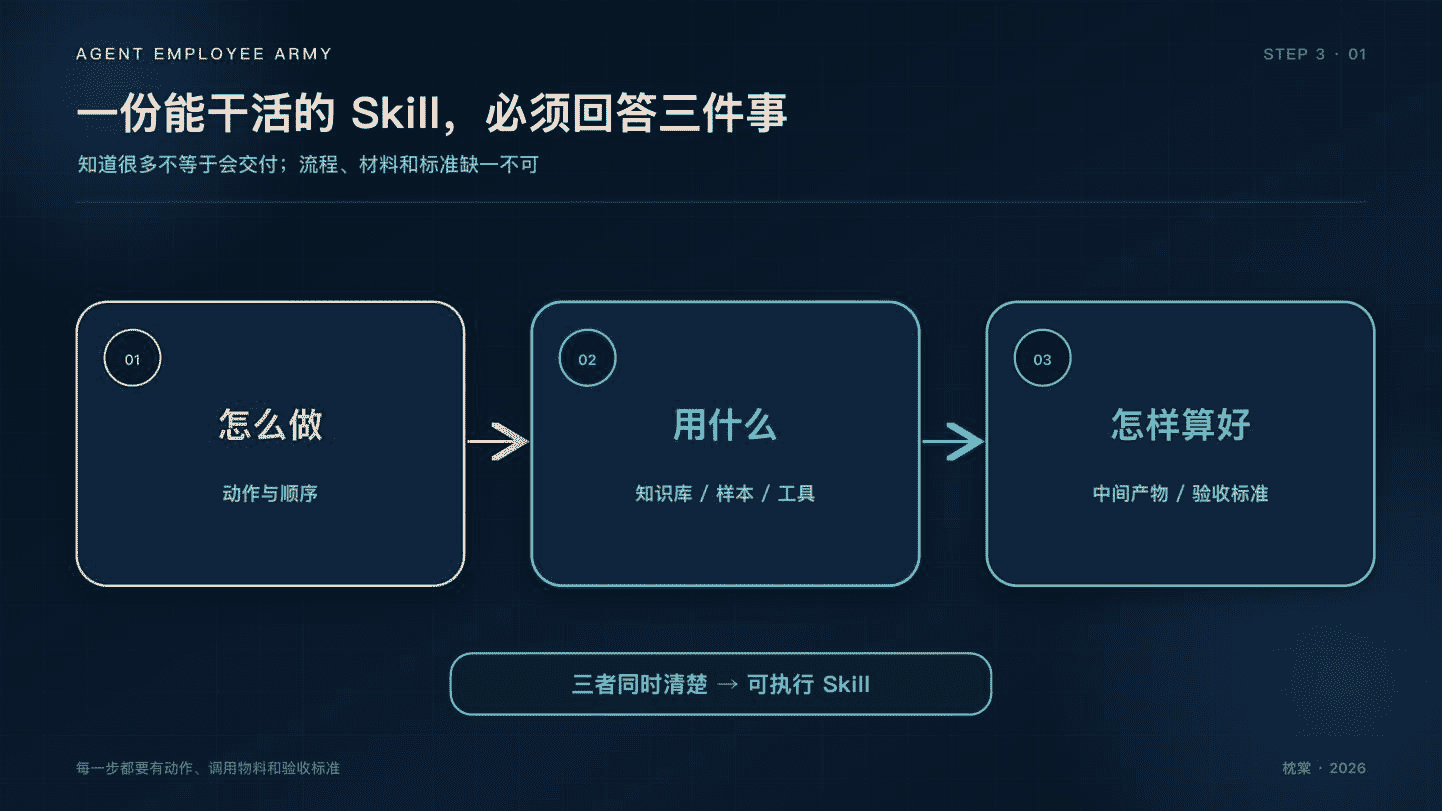 AGENT EMPLOYEE ARMY
STEP 3 · 01
一份能干活的 Skill，必须回答三件事
知道很多不等于会交付；流程、材料和标准缺一不可
01
怎么做
动作与顺序
02
用什么
知识库 / 样本 / 工具
03
怎样算好
中间产物 / 验收标准
三者同时清楚 → 可执行 Skill
每一步都要有动作、调用物料和验收标准
枕棠 · 2026